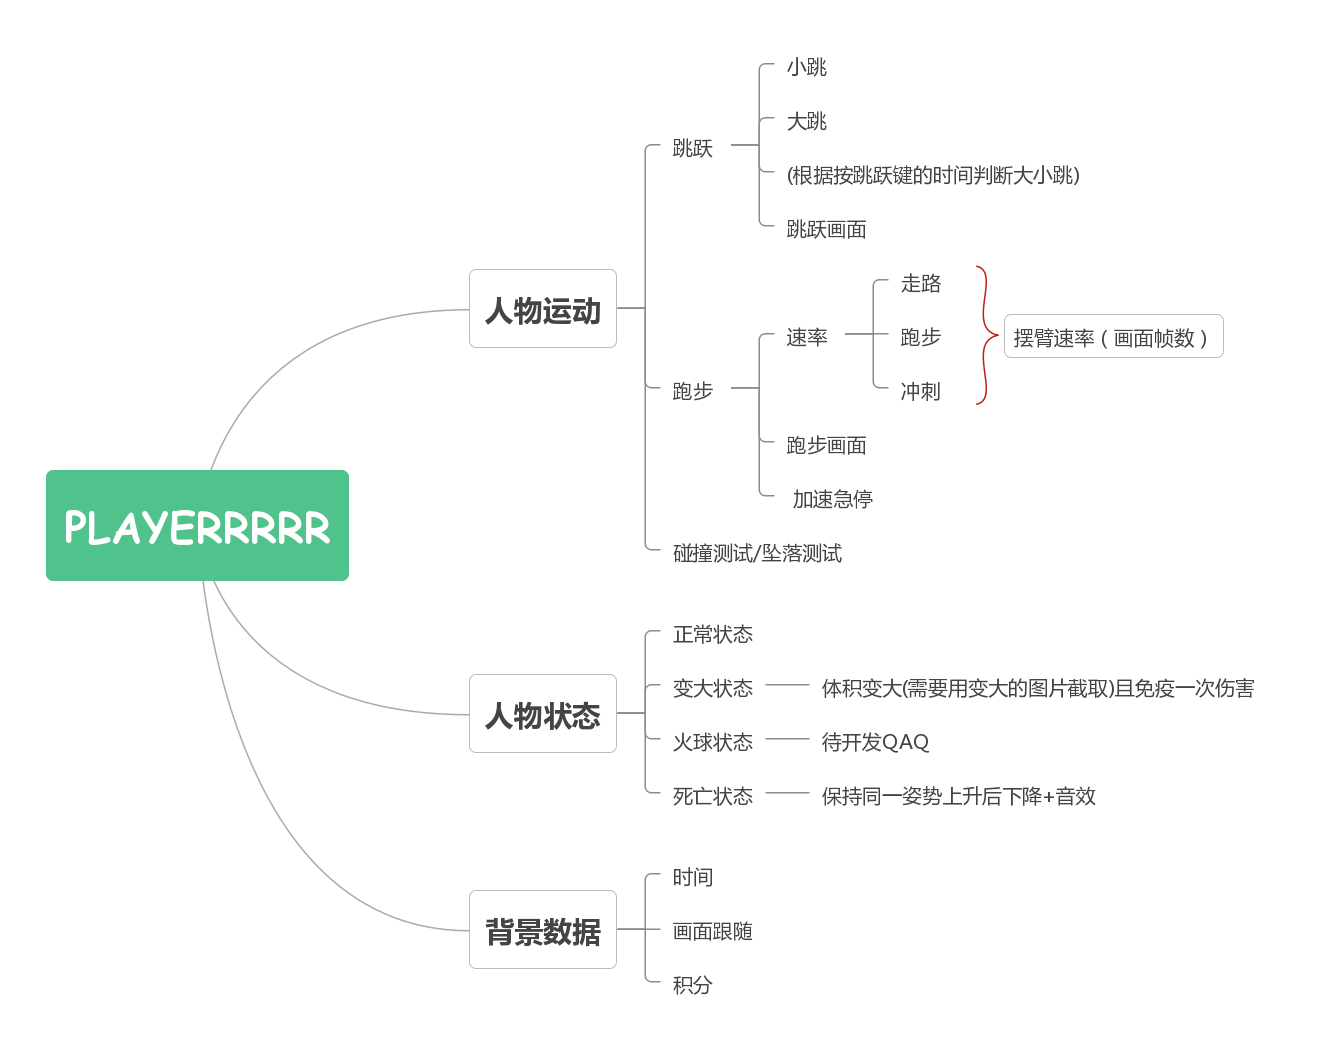 小跳
大跳
跳跃
(根据按跳跃键的时间判断大小跳)
跳跃画面
人物运动
走路
速率
跑步
摆臂速率（画面帧数）
冲刺
跑步
跑步画面
加速急停
碰撞测试/坠落测试
PLAYERRRRR
正常状态
变大状态
体积变大(需要用变大的图片截取)且免疫一次伤害
人物状态
火球状态
待开发QAQ
死亡状态
保持同一姿势上升后下降+音效
时间
背景数据
画面跟随
积分